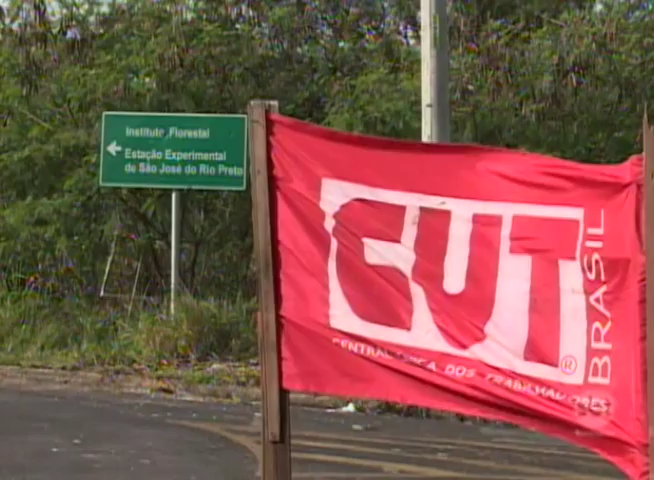 Instituto Florestal
Estação Experimental
de São José do Rio Preto
CUT
BRASIL
CENTRAL ÚNICA DOS TRABALHADORES
®